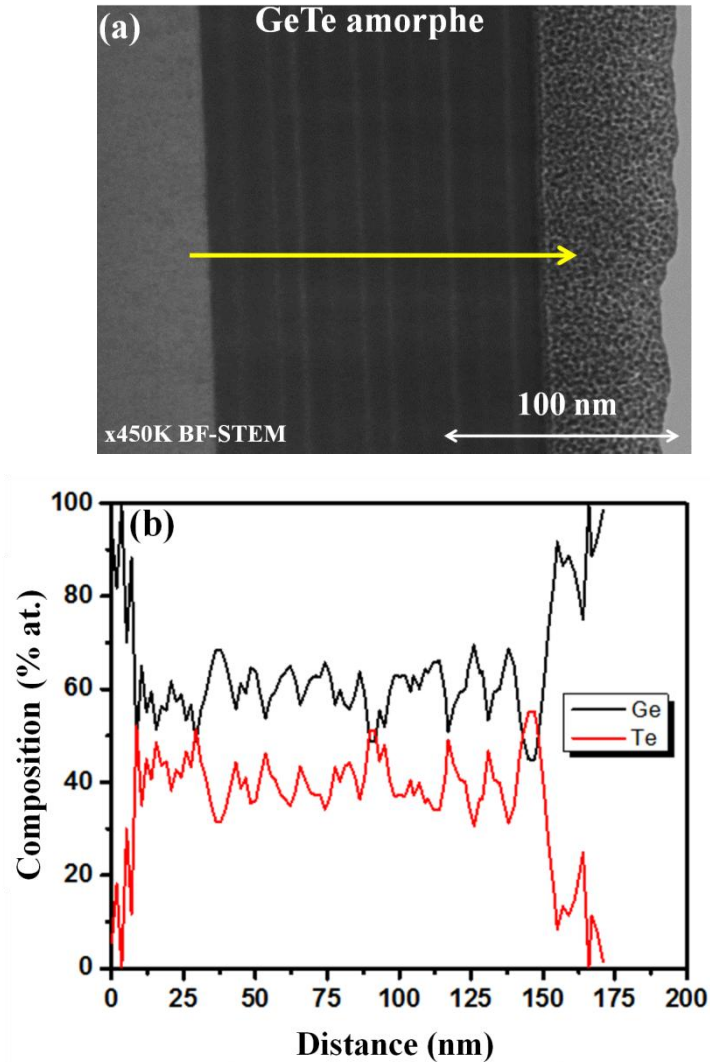 (a)
GeTe amorphe
100 nm
x450K BF-STEM
(b)
100
80
60
40
20
0
Composition (% at.)
Ge
Te
0 25 50 75 100 125 150 175 200
Distance (nm)